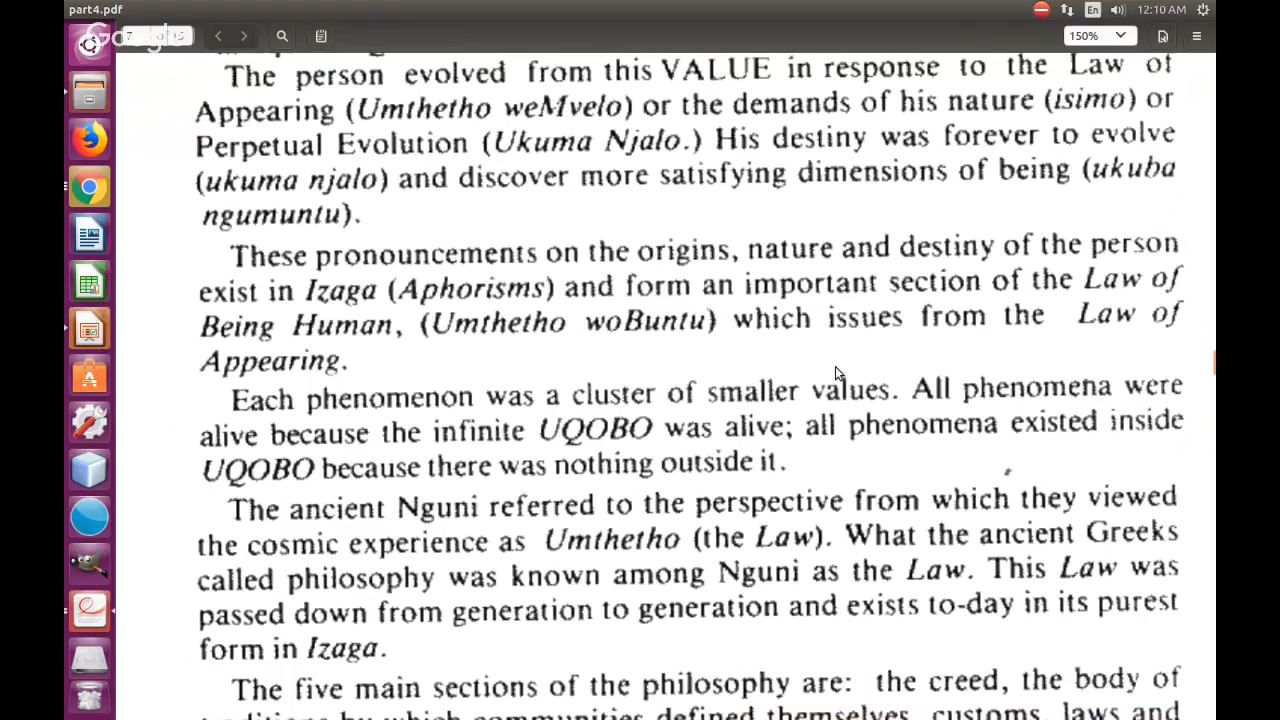 part4.pdf
En
12:10 AM
Google
7
150%
The person evolved from this VALUE in response to the Law of
Appearing (Umthetho weMvelo) or the demands of his nature (isimo) or
Perpetual Evolution (Ukuma Njalo.) His destiny was forever to evolve
(ukuma njalo) and discover more satisfying dimensions of being (ukuba
ngumuntu).
These pronouncements on the origins, nature and destiny of the person
exist in Izaga (Aphorisms) and form an important section of the Law of
Being Human, (Umthetho woBuntu) which issues from the Law of
Appearing.
Each phenomenon was a cluster of smaller values. All phenomena were
alive because the infinite UQOBO was alive; all phenomena existed inside
UQOBO because there was nothing outside it.
The ancient Nguni referred to the perspective from which they viewed
the cosmic experience as Umthetho (the Law). What the ancient Greeks
called philosophy was known among Nguni as the Law. This Law was
passed down from generation to generation and exists to-day in its purest
form in Izaga.
The five main sections of the philosophy are: the creed, the body of
traditions by which communities defined themselves, customs, laws and